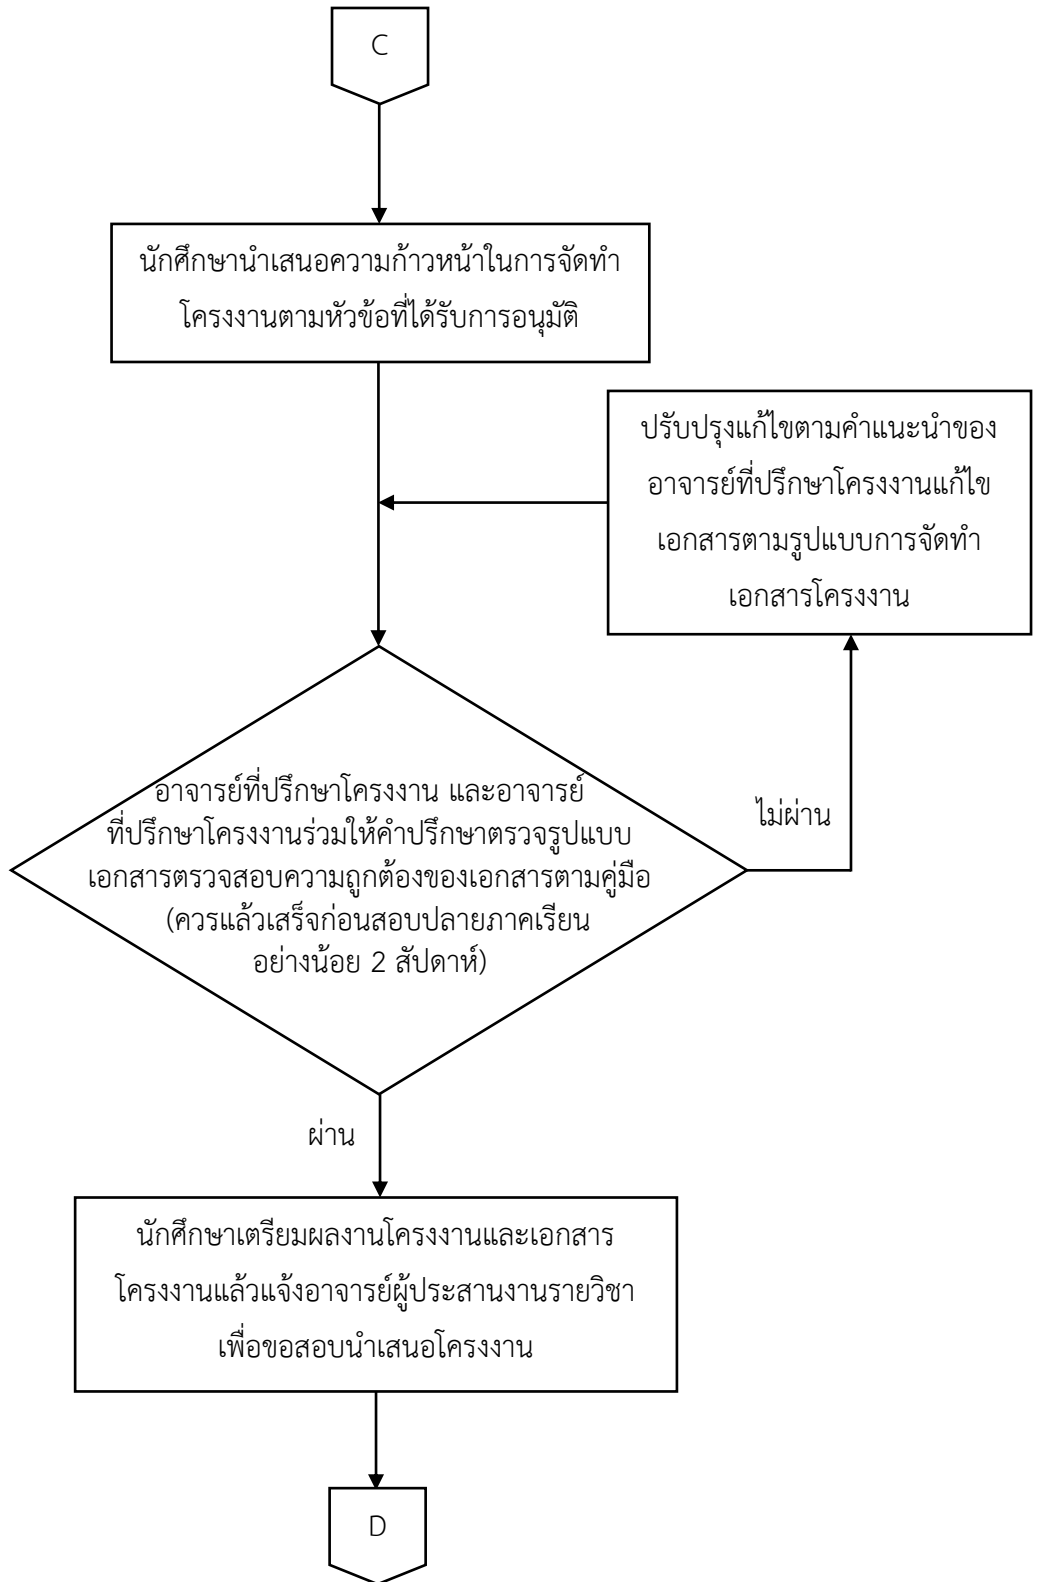 C
นักศึกษานำเสนอความก้าวหน้าในการจัดทำ
โครงงานตามหัวข้อที่ได้รับการอนุมัติ
ปรับปรุงแก้ไขตามคำแนะนำของ
อาจารย์ที่ปรึกษาโครงงานแก้ไข
เอกสารตามรูปแบบการจัดทำ
เอกสารโครงงาน
อาจารย์ที่ปรึกษาโครงงาน และอาจารย์
ที่ปรึกษาโครงงานร่วมให้คำปรึกษาตรวจรูปแบบ
เอกสารตรวจสอบความถูกต้องของเอกสารตามคู่มือ
(ควรแล้วเสร็จก่อนสอบปลายภาคเรียน
อย่างน้อย 2 สัปดาห์)
ไม่ผ่าน
ผ่าน
นักศึกษาเตรียมผลงานโครงงานและเอกสาร
โครงงานแล้วแจ้งอาจารย์ผู้ประสานงานรายวิชา
เพื่อขอสอบนำเสนอโครงงาน
D